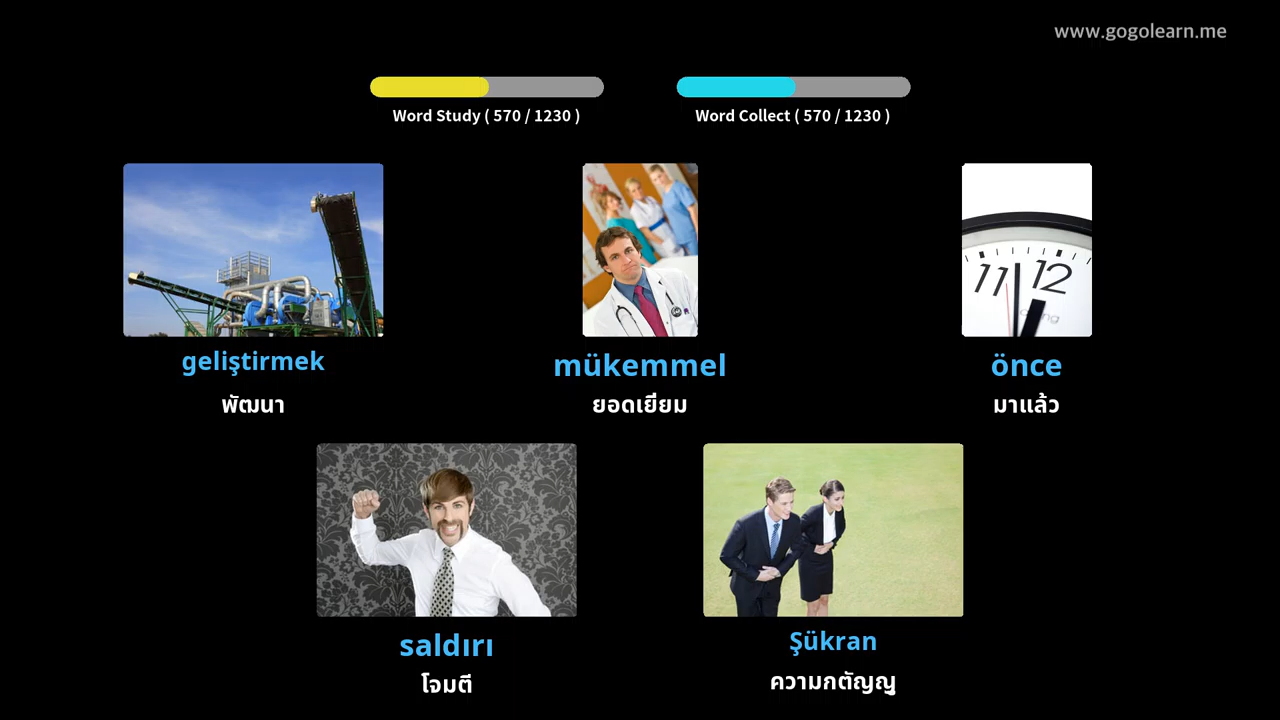 www.gogolearn.me
Word Study ( 570 / 1230 )
Word Collect ( 570 / 1230 )
11 12
geliştirmek
พัฒนา
mükemmel
ยอดเยี่ยม
önce
มาแล้ว
saldırı
โจมตี
Şükran
ความกตัญญู